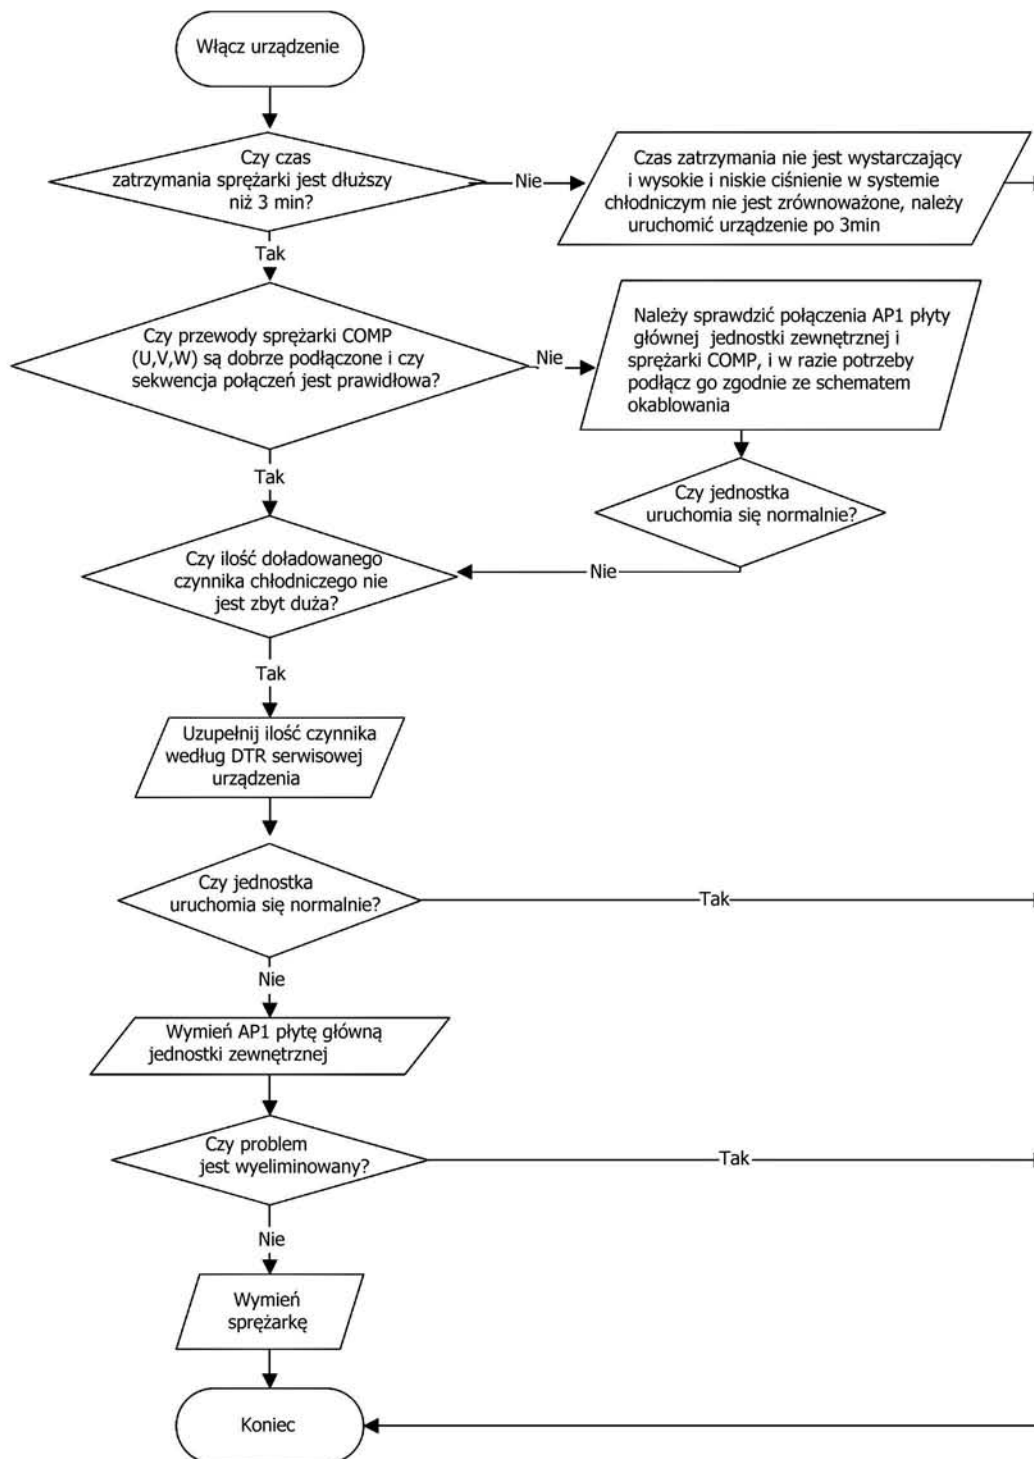 Włącz urządzenie
Czy czas
zatrzymania sprężarki jest dłuższy
niż 3 min?
Nie
Czas zatrzymania nie jest wystarczający
i wysokie i niskie ciśnienie w systemie
chłodniczym nie jest zrównoważone, należy
uruchomić urządzenie po 3min
Tak
Czy przewody sprężarki COMP
(U,V,W) są dobrze podłączone i czy
sekwencja połączeń jest prawidłowa?
Nie
Należy sprawdzić połączenia AP1 płyty
głównej jednostki zewnętrznej i
sprężarki COMP, i w razie potrzeby
podłącz go zgodnie ze schematem
okablowania
Tak
Czy jednostka
uruchomia się normalnie?
Nie
Czy ilość doładowanego
czynnika chłodniczego nie
jest zbyt duża?
Tak
Uzupełnij ilość czynnika
według DTR serwisowej
urządzenia
Czy jednostka
uruchomia się normalnie?
Tak
Nie
Wymień AP1 płytę główną
jednostki zewnętrznej
Czy problem
jest wyeliminowany?
Tak
Nie
Wymień
sprężarkę
Koniec